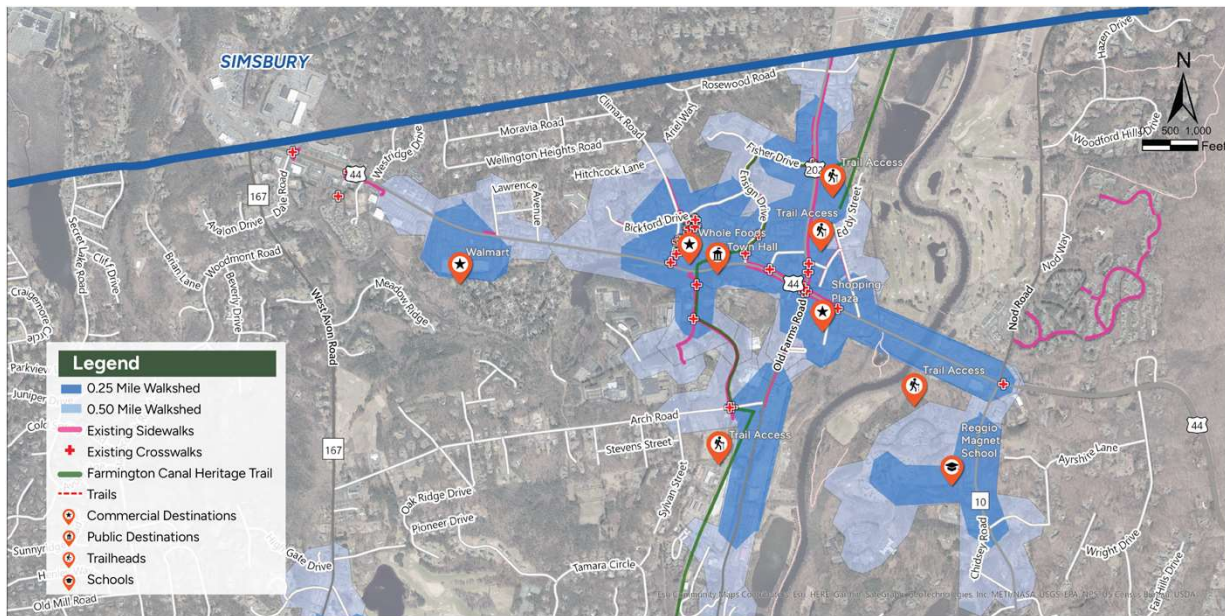 SIMSBURY
N
0 500 1,000
Feet
Hazen Drive
Rosewood Road
Woodford Hills Drive
Climax Road
Ariel Way
Moravia Road
Wellington Heights Road
Hitchcock Lane
Fisher Drive
Ensign Drive
202
Trail Access
Westridge Drive
44
167
Dale Road
Avalon Drive
Lawrence Avenue
Bickford Drive
Trail Access
Whole Foods
Town Hall
Walmart
44
Shopping
Plaza
Nod Way
Nod Road
Secret Lake Road
Cliff Drive
Brian Lane
Woodmont Road
Beverly Drive
West Avon Road
Meadow Ridge
Old Farms Road
Craigemore Circle
Trail Access
Arch Road
Stevens Street
Trail Access
Sylvan Street
Reggio
Magnet
School
44
Ayrshire Lane
10
Chidsey Road
Wright Drive
167
Oak Ridge Drive
Pioneer Drive
Tamara Circle
Old Mill Road
Legend
0.25 Mile Walkshed
0.50 Mile Walkshed
Existing Sidewalks
Existing Crosswalks
Farmington Canal Heritage Trail
Trails
Commercial Destinations
Public Destinations
Trailheads
Schools